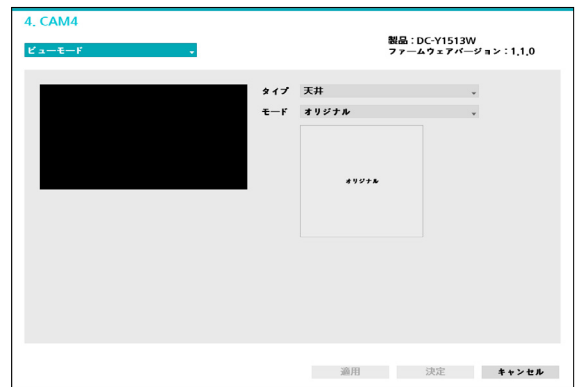 4. CAM4
製品 : DC-Y1513W
ビューモード
ファームウェアバージョン : 1.1.0
タイプ 天井
モード オリジナル
オリジナル
適用 決定 キャンセル